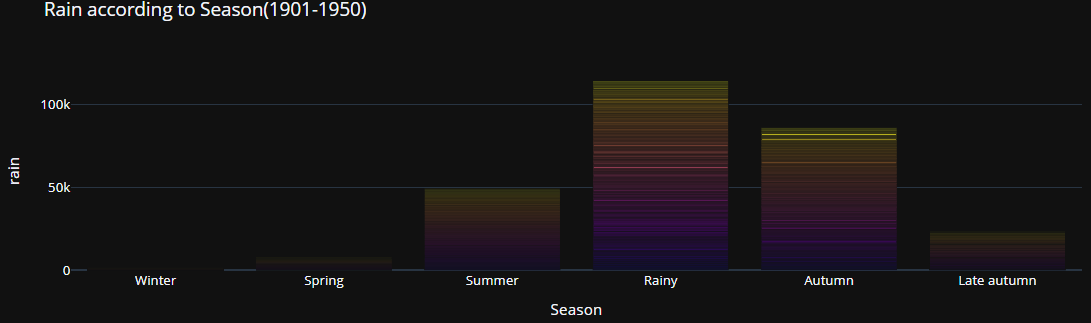 Rain according to Season(1901-1950)
100k
50k
0
rain
Winter Spring Summer Rainy Autumn Late autumn
Season